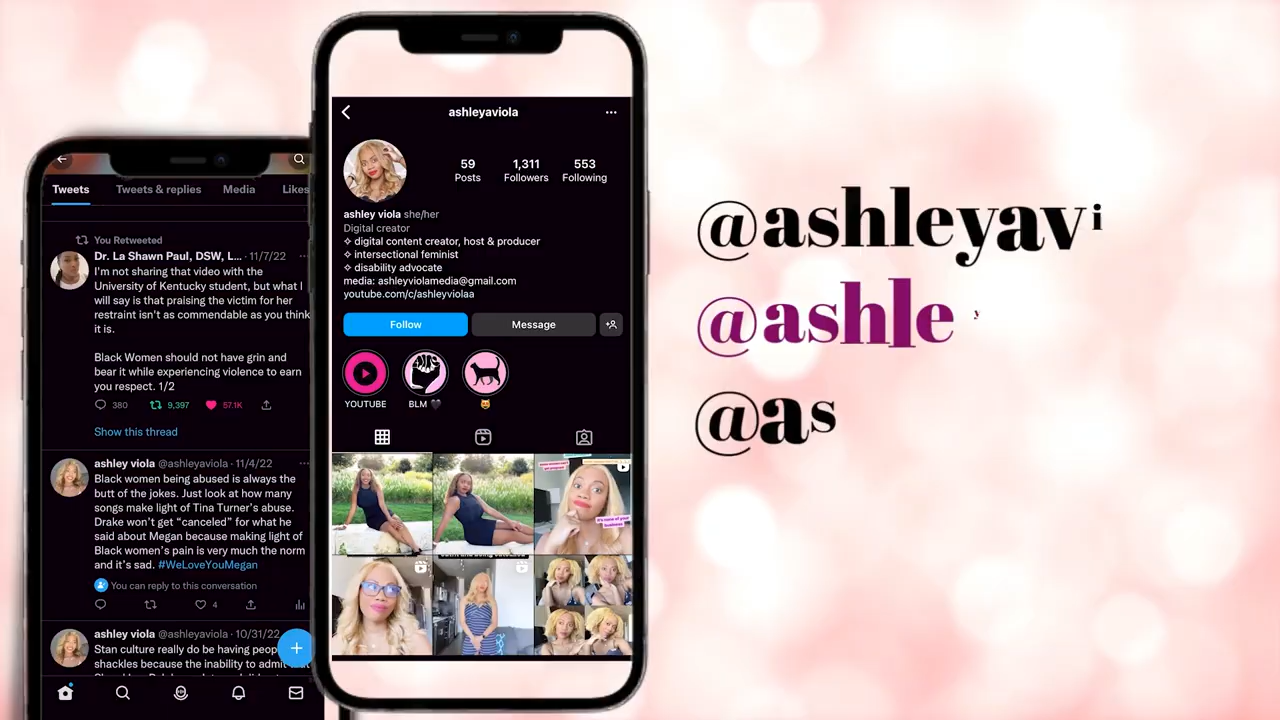 Tweets Tweets & replies Media Likes
You Retweeted
Dr. La Shawn Paul, DSW, L... · 11/7/22
I'm not sharing that video with the
University of Kentucky student, but what I
will say is that praising the victim for her
restraint isn't as commendable as you think
it is.
Black Women should not have grin and
bear it while experiencing violence to earn
you respect. 1/2
380 9,397 57.1K
Show this thread
ashley viola @ashleyaviola · 11/4/22
Black women being abused is always the
butt of the jokes. Just look at how many
songs make light of Tina Turner's abuse.
Drake won't get “canceled” for what he
said about Megan because making light of
Black women's pain is very much the norm
and it's sad. #WeLoveYouMegan
You can reply to this conversation
4
ashley viola @ashleyaviola · 10/31/22
Stan culture really do be having
shackles because the inability to admit
ashleyaviola
59 1,311 553
Posts Followers Following
ashley viola she/her
Digital creator
✧ digital content creator, host & producer
✧ intersectional feminist
✧ disability advocate
media: ashleyviolamedia@gmail.com
youtube.com/c/ashleyviolaa
Follow Message
YOUTUBE BLM 🖤 😻
@ashleyavi
@ashley
@as